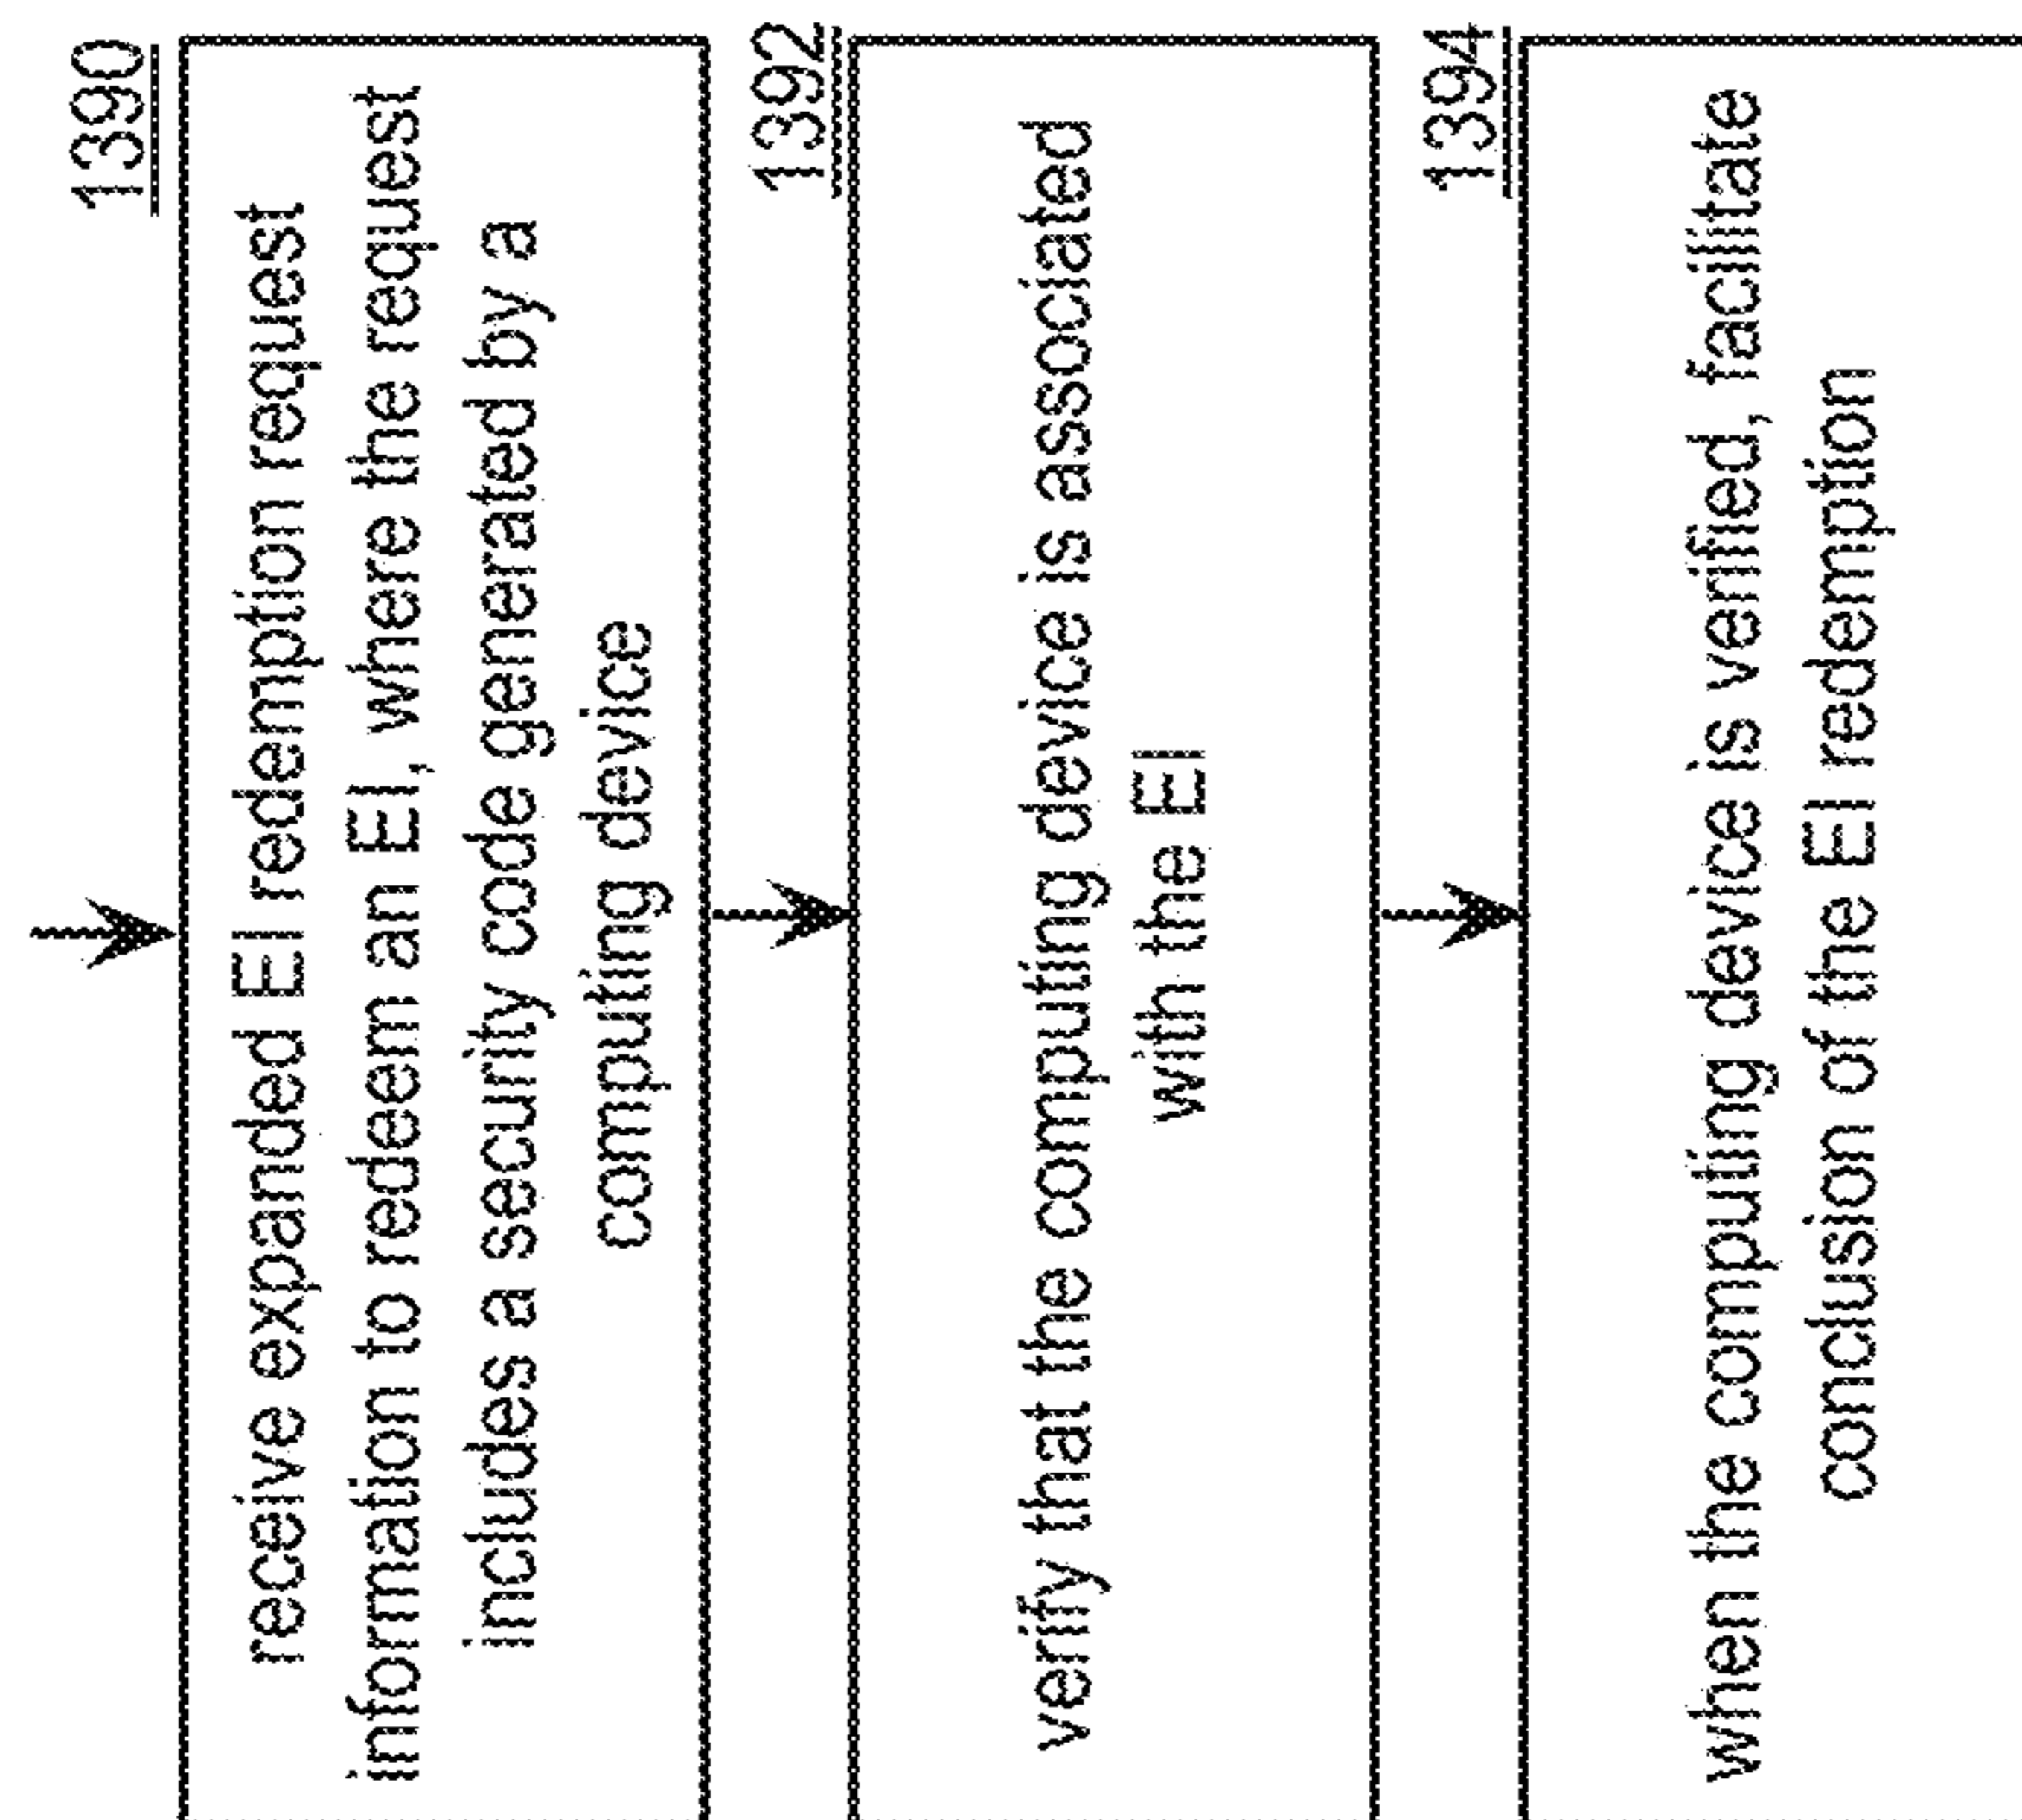 1390
receive expanded EI redemption request
information to redeem an EI, where the request
includes a security code generated by a
computing device
1392
verify that the computing device is associated
with the EI
1394
when the computing device is verified, facilitate
conclusion of the EI redemption